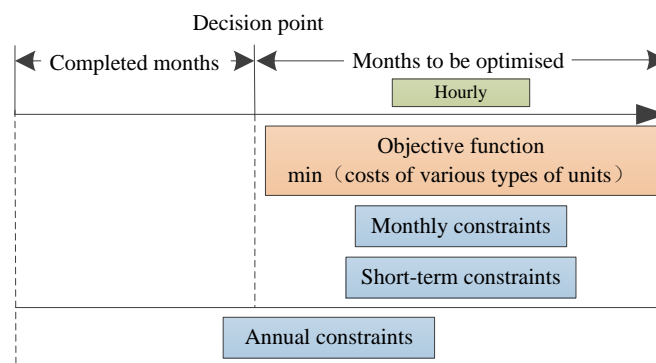 Decision point
Completed months
Months to be optimised
Hourly
Objective function
min（costs of various types of units）
Monthly constraints
Short-term constraints
Annual constraints